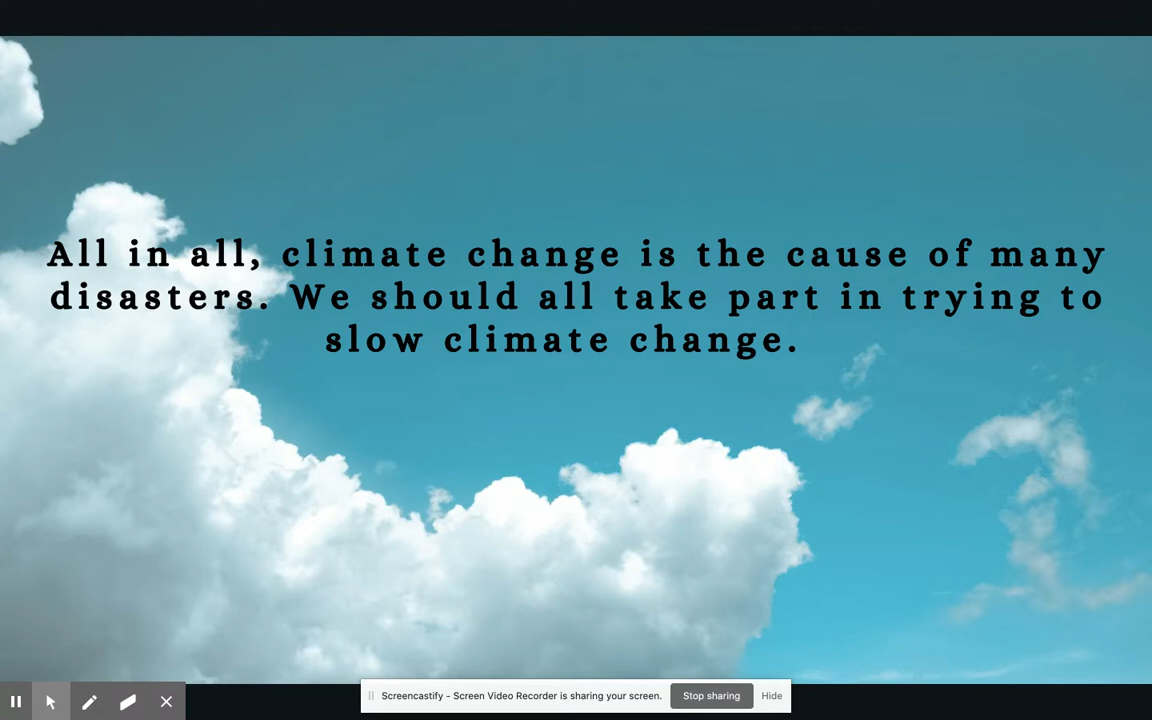 All in all, climate change is the cause of many
disasters. We should all take part in trying to
slow climate change.
Screencastify - Screen Video Recorder is sharing your screen.
Stop sharing
Hide